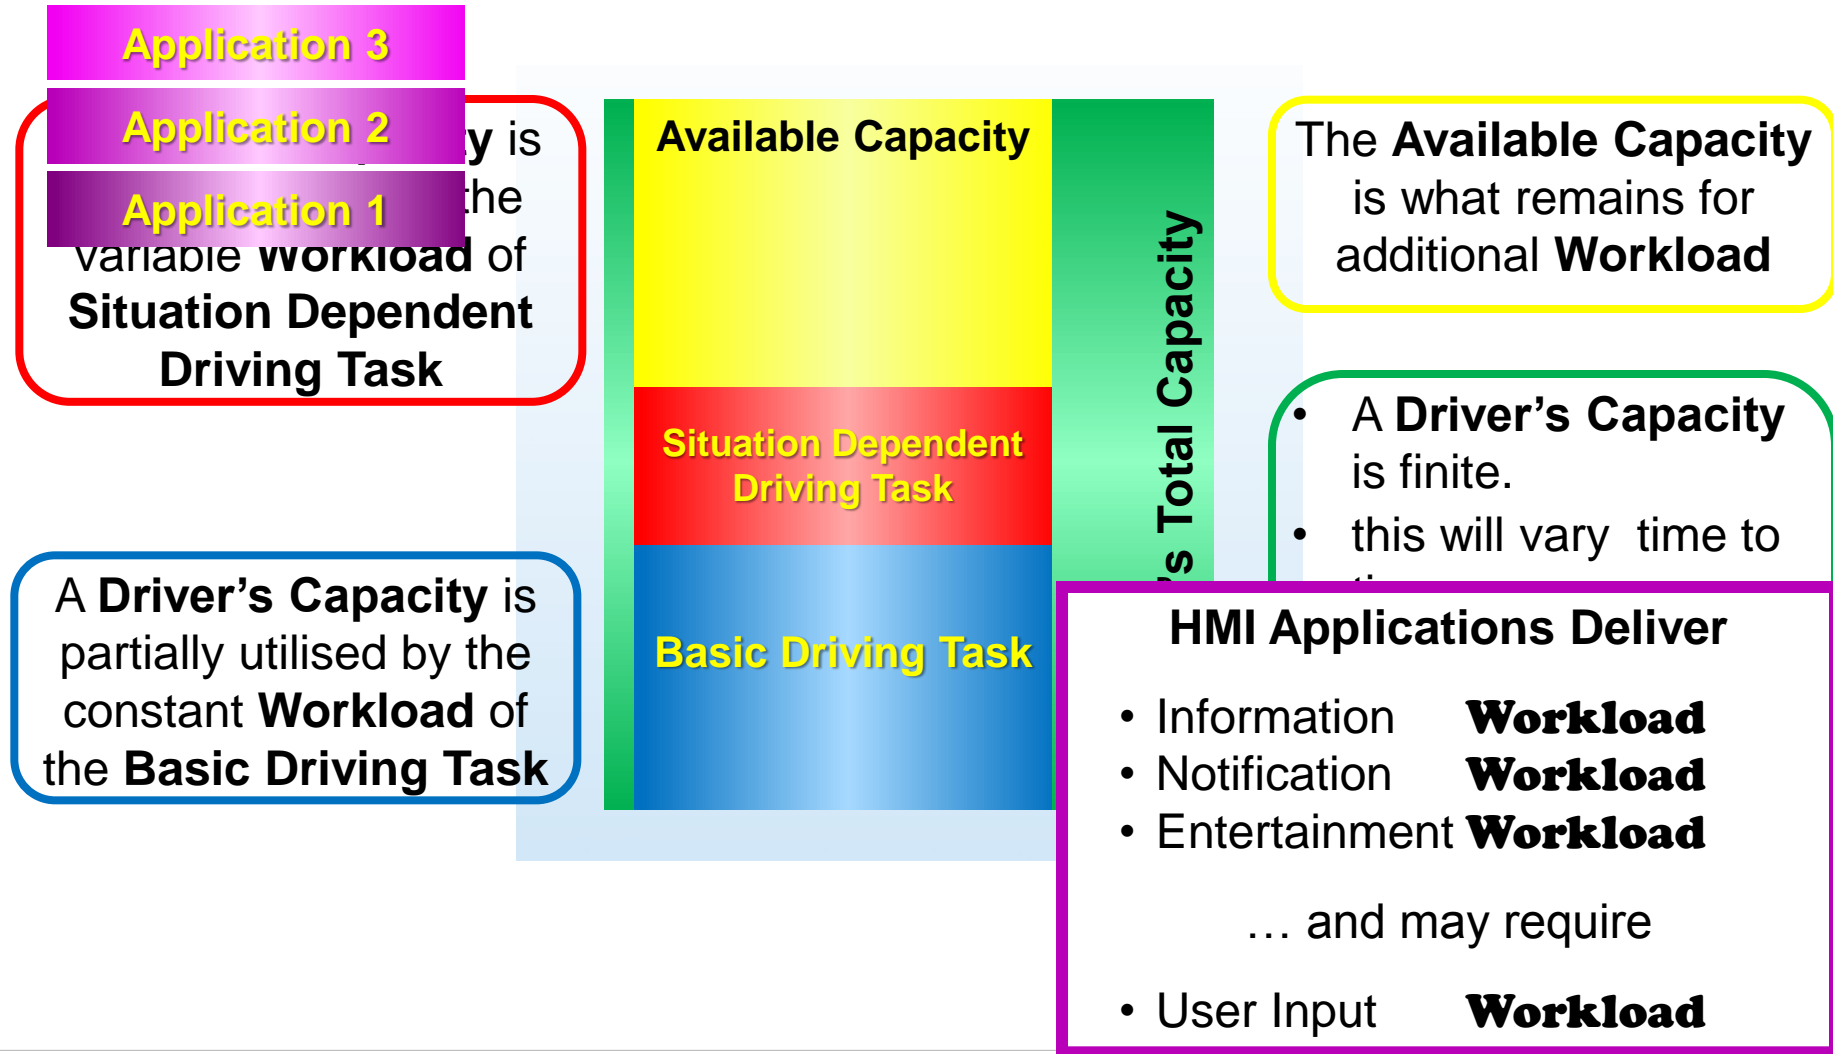 Application 3
Application 2
Application 1
is
the
variable Workload of
Situation Dependent
Driving Task
A Driver’s Capacity is
partially utilised by the
constant Workload of
the Basic Driving Task
Available Capacity
Situation Dependent
Driving Task
Basic Driving Task
’s Total Capacity
The Available Capacity
is what remains for
additional Workload
• A Driver’s Capacity
is finite.
• this will vary  time to
HMI Applications Deliver
• Information Workload
• Notification Workload
• Entertainment Workload
… and may require
• User Input Workload